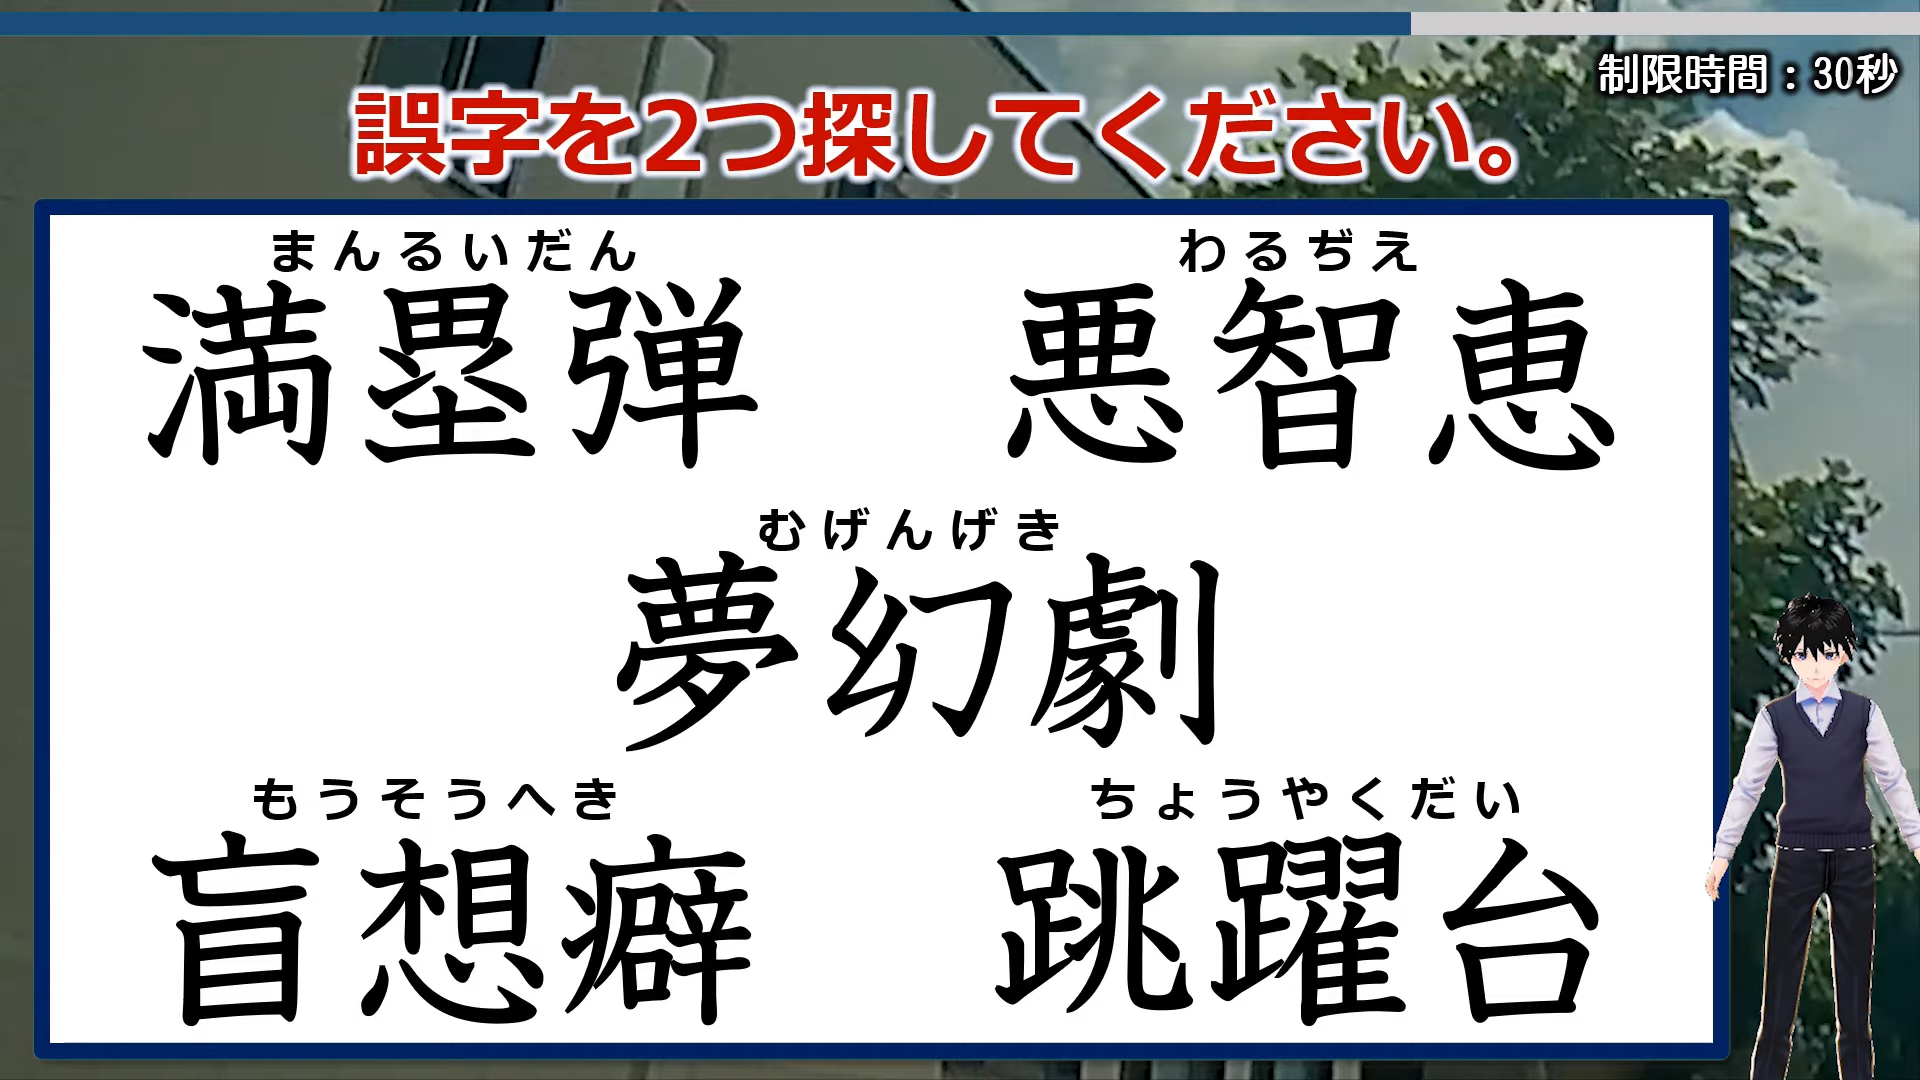 制限時間:30秒
誤字を2つ探してください。
まんるいだん わるぢえ
満塁弾 悪智恵
むげんげき
夢幻劇
もうそうへき ちょうやくだい
盲想癖 跳躍台